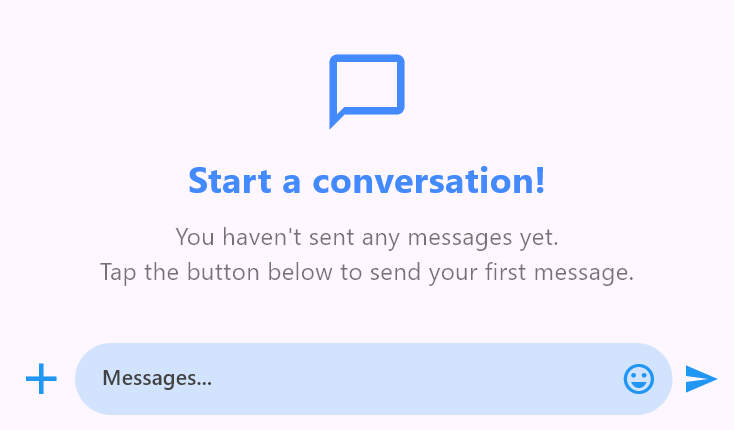 Start a conversation!
You haven't sent any messages yet.
Tap the button below to send your first message.
Messages...